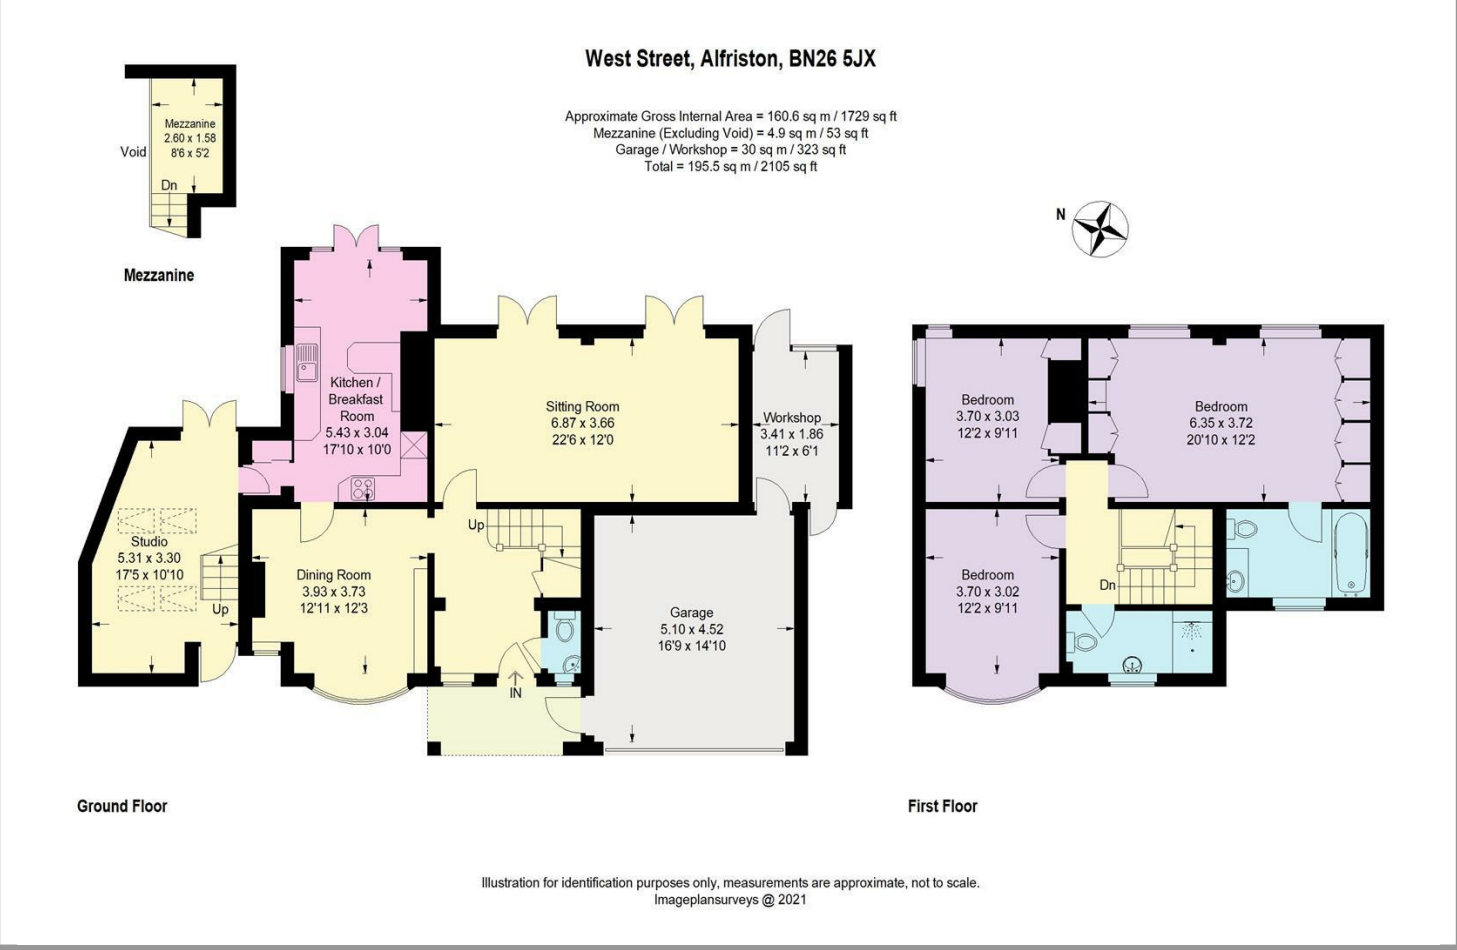 West Street, Alfriston, BN26 5JX
Approximate Gross Internal Area = 160.6 sq m / 1729 sq ft
Mezzanine (Excluding Void) = 4.9 sq m / 53 sq ft
Garage / Workshop = 30 sq m / 323 sq ft
Total = 195.5 sq m / 2105 sq ft
Mezzanine
2.60 x 1.58
8'6 x 5'2
Void
Dn
Mezzanine
N
Kitchen /
Breakfast
Room
5.43 x 3.04
17'10 x 10'0
Sitting Room
6.87 x 3.66
22'6 x 12'0
Workshop
3.41 x 1.86
11'2 x 6'1
Studio
5.31 x 3.30
17'5 x 10'10
Up
Dining Room
3.93 x 3.73
12'11 x 12'3
Up
IN
Garage
5.10 x 4.52
16'9 x 14'10
Ground Floor
Bedroom
3.70 x 3.03
12'2 x 9'11
Bedroom
6.35 x 3.72
20'10 x 12'2
Bedroom
3.70 x 3.02
12'2 x 9'11
Dn
First Floor
Illustration for identification purposes only, measurements are approximate, not to scale.
Imageplansurveys @ 2021